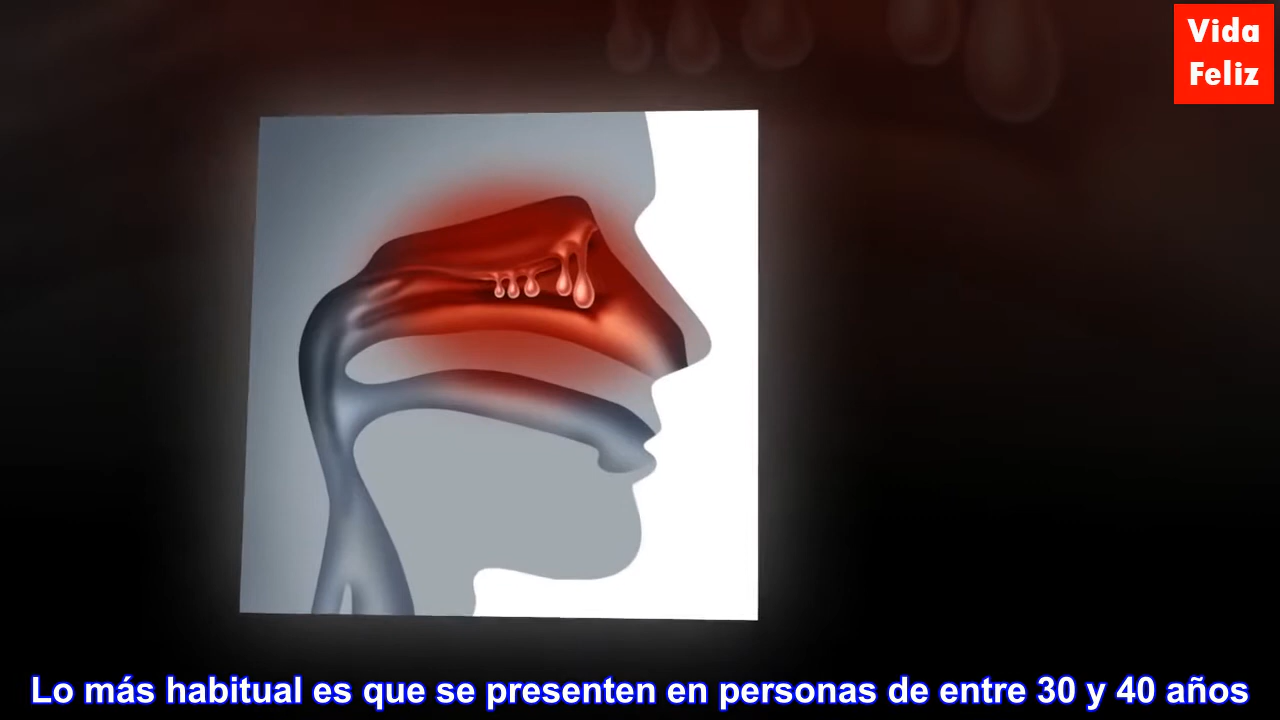 Vida
Feliz
Lo más habitual es que se presenten en personas de entre 30 y 40 años